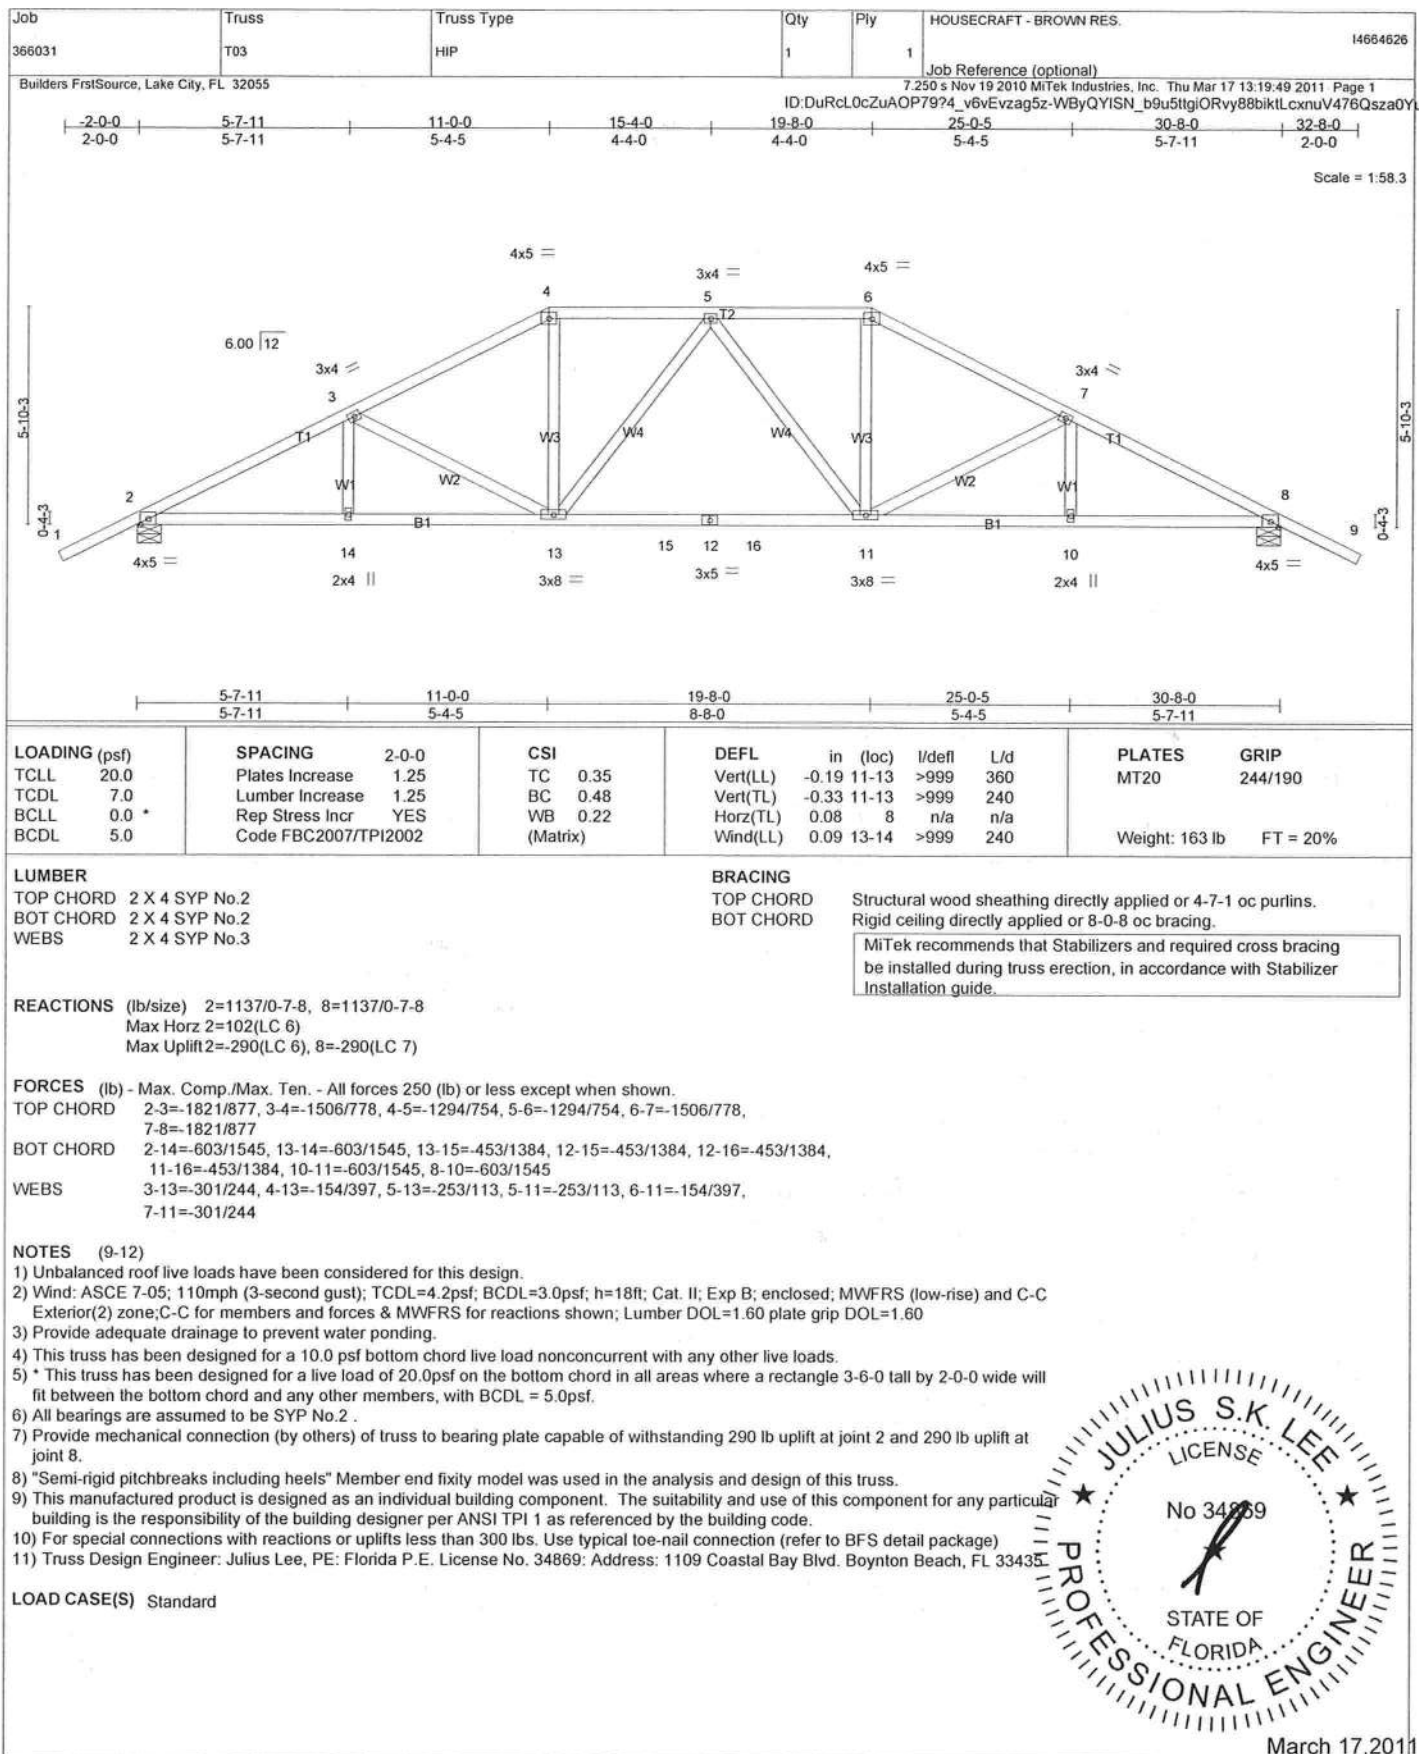 Job Truss Truss Type Qty Ply HOUSECRAFT - BROWN RES.
I4664626
366031 T03 HIP 1 1
Job Reference (optional)
Builders FrstSource, Lake City, FL 32055 7.250 s Nov 19 2010 MiTek Industries, Inc. Thu Mar 17 13:19:49 2011 Page 1
ID:DuRcL0cZuAOP79?4_v6vEvzag5z-WByQYISN_b9u5ttgiORvy88biktLcxnuV476Qsza0Yu
-2-0-0 5-7-11 11-0-0 15-4-0 19-8-0 25-0-5 30-8-0 32-8-0
2-0-0 5-7-11 5-4-5 4-4-0 4-4-0 5-4-5 5-7-11 2-0-0
Scale = 1:58.3
4x5 = 3x4 = 4x5 =
4 5 6
T2
6.00 12
3x4 = 3x4 =
3 7
5-10-3 5-10-3
T1 W3 W4 W4 W3 T1
W1 W2 W2 W1
2 8
0-4-3 1 B1 B1 9 0-4-3
4x5 = 14 13 15 12 16 11 10 4x5 =
2x4 || 3x8 = 3x5 = 3x8 = 2x4 ||
5-7-11 11-0-0 19-8-0 25-0-5 30-8-0
5-7-11 5-4-5 8-8-0 5-4-5 5-7-11
LOADING (psf) SPACING 2-0-0 CSI DEFL in (loc) l/defl L/d PLATES GRIP
TCLL 20.0 Plates Increase 1.25 TC 0.35 Vert(LL) -0.19 11-13 >999 360 MT20 244/190
TCDL 7.0 Lumber Increase 1.25 BC 0.48 Vert(TL) -0.33 11-13 >999 240
BCLL 0.0 * Rep Stress Incr YES WB 0.22 Horz(TL) 0.08 8 n/a n/a
BCDL 5.0 Code FBC2007/TPI2002 (Matrix) Wind(LL) 0.09 13-14 >999 240 Weight: 163 lb FT = 20%
LUMBER
TOP CHORD 2 X 4 SYP No.2
BOT CHORD 2 X 4 SYP No.2
WEBS 2 X 4 SYP No.3
BRACING
TOP CHORD Structural wood sheathing directly applied or 4-7-1 oc purlins.
BOT CHORD Rigid ceiling directly applied or 8-0-8 oc bracing.
MiTek recommends that Stabilizers and required cross bracing
be installed during truss erection, in accordance with Stabilizer
Installation guide.
REACTIONS (lb/size) 2=1137/0-7-8, 8=1137/0-7-8
Max Horz 2=102(LC 6)
Max Uplift2=-290(LC 6), 8=-290(LC 7)
FORCES (lb) - Max. Comp./Max. Ten. - All forces 250 (lb) or less except when shown.
TOP CHORD 2-3=-1821/877, 3-4=-1506/778, 4-5=-1294/754, 5-6=-1294/754, 6-7=-1506/778,
7-8=-1821/877
BOT CHORD 2-14=-603/1545, 13-14=-603/1545, 13-15=-453/1384, 12-15=-453/1384, 12-16=-453/1384,
11-16=-453/1384, 10-11=-603/1545, 8-10=-603/1545
WEBS 3-13=-301/244, 4-13=-154/397, 5-13=-253/113, 5-11=-253/113, 6-11=-154/397,
7-11=-301/244
NOTES (9-12)
1) Unbalanced roof live loads have been considered for this design.
2) Wind: ASCE 7-05; 110mph (3-second gust); TCDL=4.2psf; BCDL=3.0psf; h=18ft; Cat. II; Exp B; enclosed; MWFRS (low-rise) and C-C
Exterior(2) zone;C-C for members and forces & MWFRS for reactions shown; Lumber DOL=1.60 plate grip DOL=1.60
3) Provide adequate drainage to prevent water ponding.
4) This truss has been designed for a 10.0 psf bottom chord live load nonconcurrent with any other live loads.
5) * This truss has been designed for a live load of 20.0psf on the bottom chord in all areas where a rectangle 3-6-0 tall by 2-0-0 wide will
fit between the bottom chord and any other members, with BCDL = 5.0psf.
6) All bearings are assumed to be SYP No.2 .
7) Provide mechanical connection (by others) of truss to bearing plate capable of withstanding 290 lb uplift at joint 2 and 290 lb uplift at
joint 8.
8) "Semi-rigid pitchbreaks including heels" Member end fixity model was used in the analysis and design of this truss.
9) This manufactured product is designed as an individual building component. The suitability and use of this component for any particular
building is the responsibility of the building designer per ANSI TPI 1 as referenced by the building code.
10) For special connections with reactions or uplifts less than 300 lbs. Use typical toe-nail connection (refer to BFS detail package)
11) Truss Design Engineer: Julius Lee, PE: Florida P.E. License No. 34869: Address: 1109 Coastal Bay Blvd. Boynton Beach, FL 33435
LOAD CASE(S) Standard
JULIUS S.K. LEE
LICENSE
No 34869
STATE OF
FLORIDA
PROFESSIONAL ENGINEER
March 17,2011